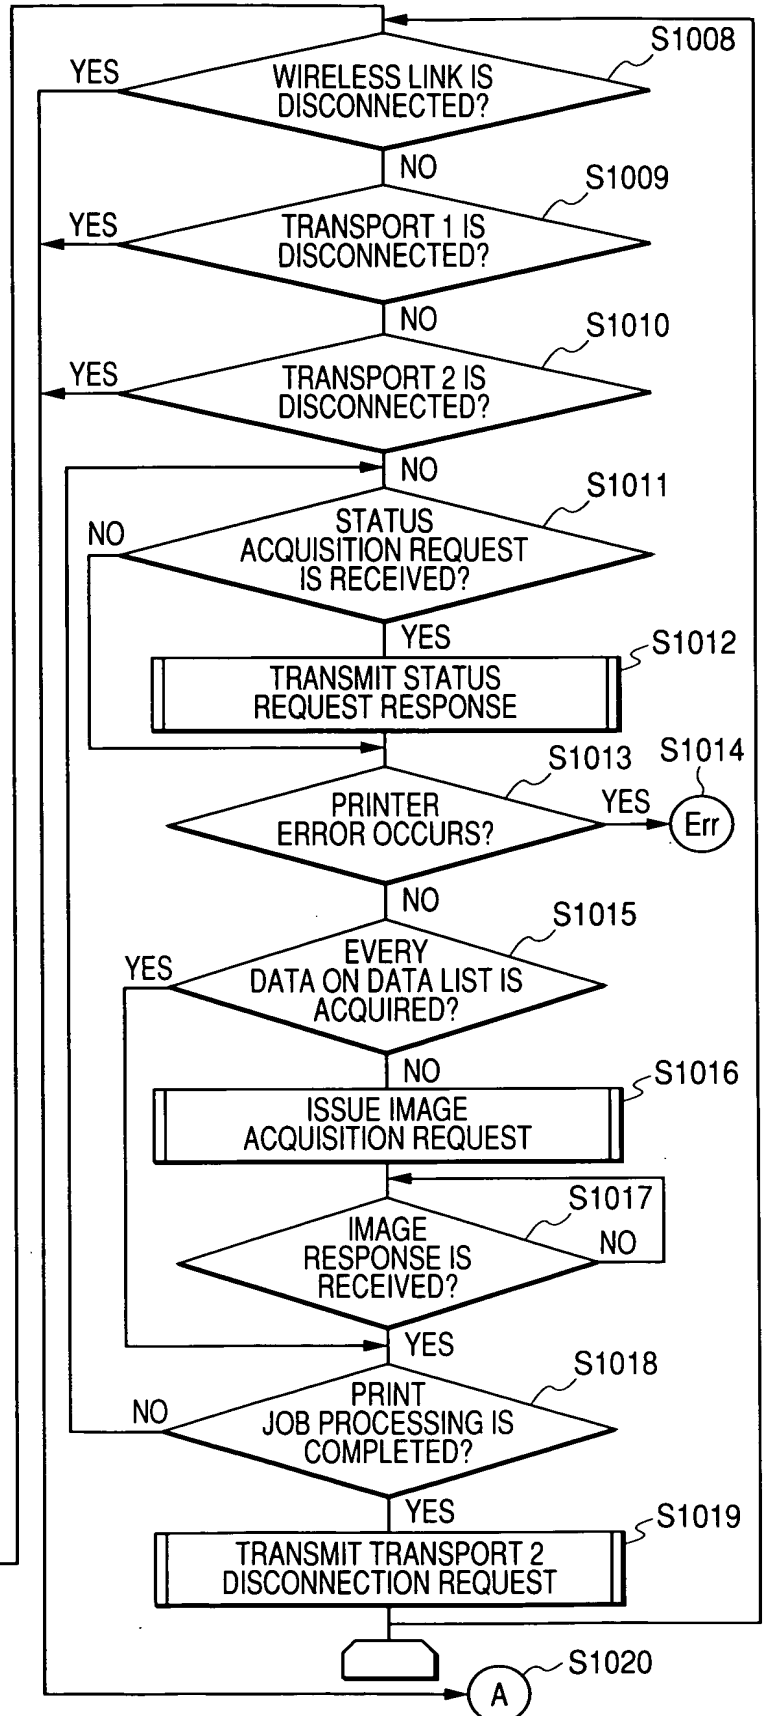 S1008
YES
WIRELESS LINK IS
DISCONNECTED?
NO
S1009
YES
TRANSPORT 1 IS
DISCONNECTED?
NO
S1010
YES
TRANSPORT 2 IS
DISCONNECTED?
NO
S1011
NO
STATUS
ACQUISITION REQUEST
IS RECEIVED?
YES
S1012
TRANSMIT STATUS
REQUEST RESPONSE
S1013
S1014
PRINTER
ERROR OCCURS?
YES
Err
NO
S1015
YES
EVERY
DATA ON DATA LIST IS
ACQUIRED?
NO
S1016
ISSUE IMAGE
ACQUISITION REQUEST
S1017
IMAGE
RESPONSE IS
RECEIVED?
NO
YES
S1018
NO
PRINT
JOB PROCESSING IS
COMPLETED?
YES
S1019
TRANSMIT TRANSPORT 2
DISCONNECTION REQUEST
S1020
A